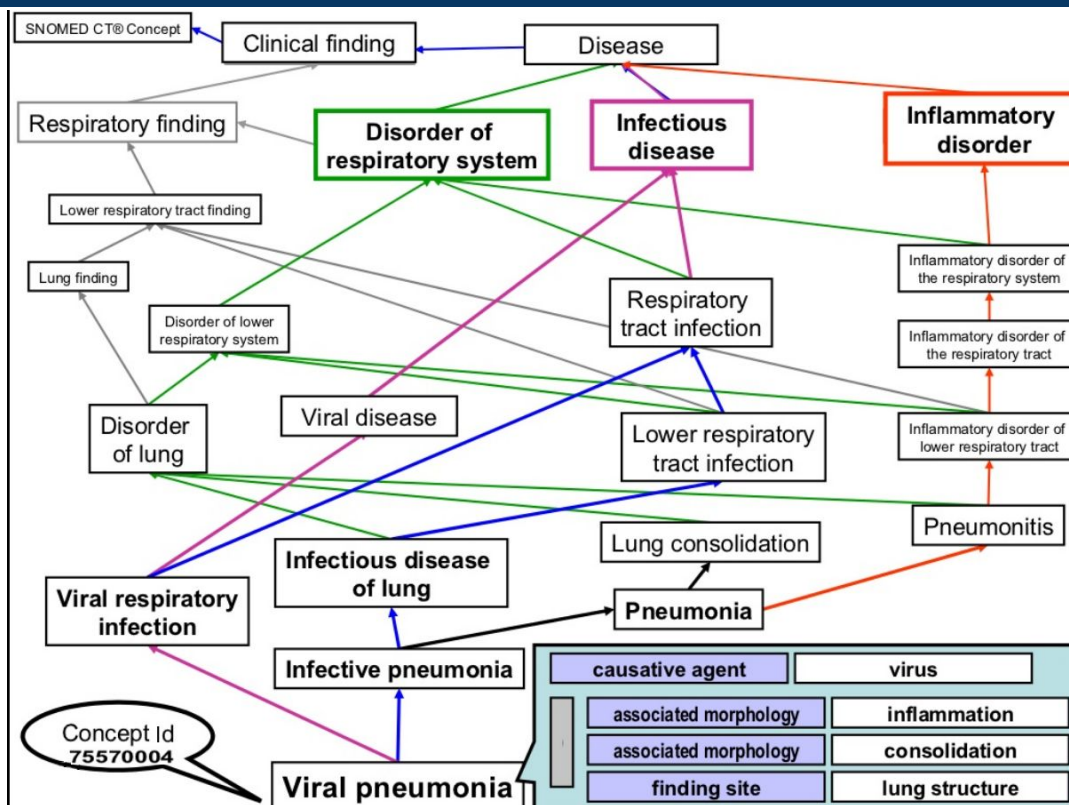 SNOMED CT® Concept
Clinical finding
Disease
Respiratory finding
Disorder of
respiratory system
Infectious
disease
Inflammatory
disorder
Lower respiratory tract finding
Lung finding
Inflammatory disorder of
the respiratory system
Disorder of lower
respiratory system
Respiratory
tract infection
Inflammatory disorder of
the respiratory tract
Disorder
of lung
Viral disease
Lower respiratory
tract infection
Inflammatory disorder of
lower respiratory tract
Pneumonitis
Lung consolidation
Infectious disease
of lung
Viral respiratory
infection
Pneumonia
Infective pneumonia
causative agent
virus
associated morphology
inflammation
associated morphology
consolidation
finding site
lung structure
Concept Id
75570004
Viral pneumonia